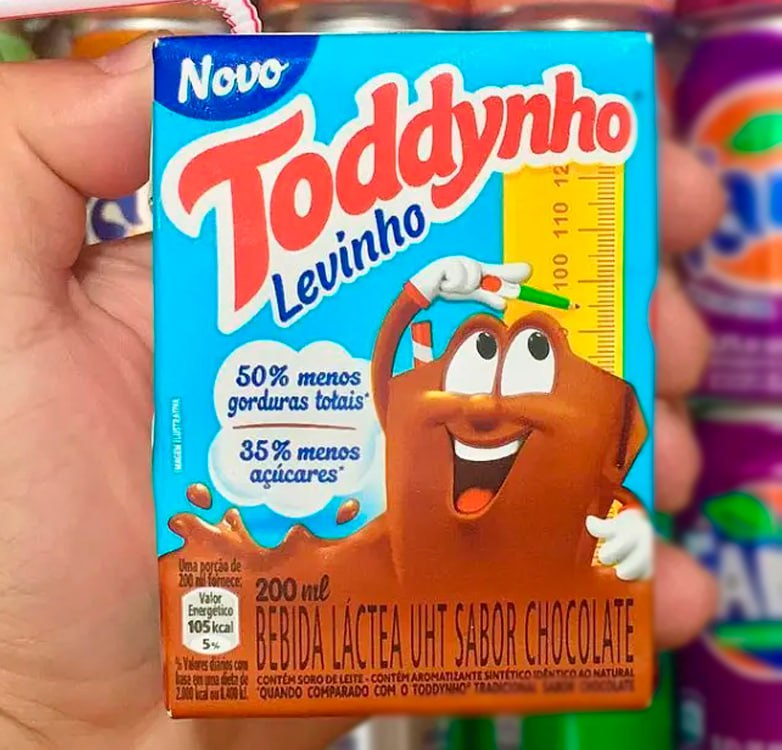 Novo
Toddynho
Levinho
12
110
100
50% menos
gorduras totais*
35% menos
açúcares*
IMAGEM ILUSTRATIVA
Uma porção de
200 ml fornece:
Valor
Energético
105 kcal
5%
% Valores diários com
base em uma dieta de
2.000 kcal ou 8.400 kJ.
200 ml
BEBIDA LÁCTEA UHT SABOR CHOCOLATE
CONTÉM SORO DE LEITE - CONTÉM AROMATIZANTE SINTÉTICO IDÊNTICO AO NATURAL
*QUANDO COMPARADO COM O TODDYNHO® TRADICIONAL SABOR CHOCOLATE